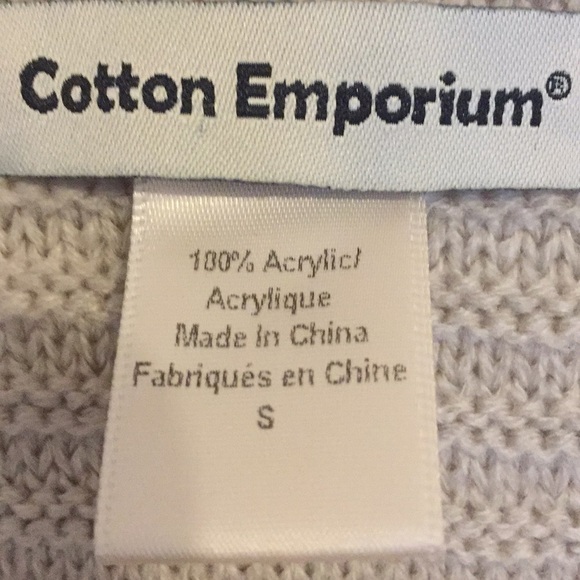 Cotton Emporium®
100% Acrylic/
Acrylique
Made In China
Fabriqués en Chine
S